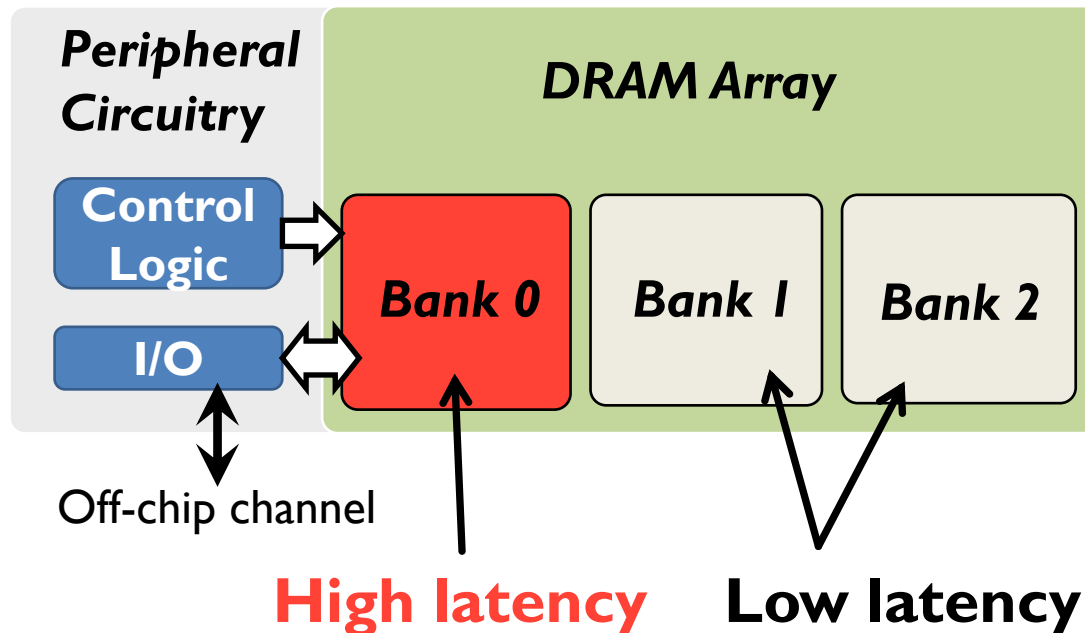 Peripheral
Circuitry
DRAM Array
Control
Logic
I/O
Bank 0
Bank 1
Bank 2
Off-chip channel
High latency
Low latency